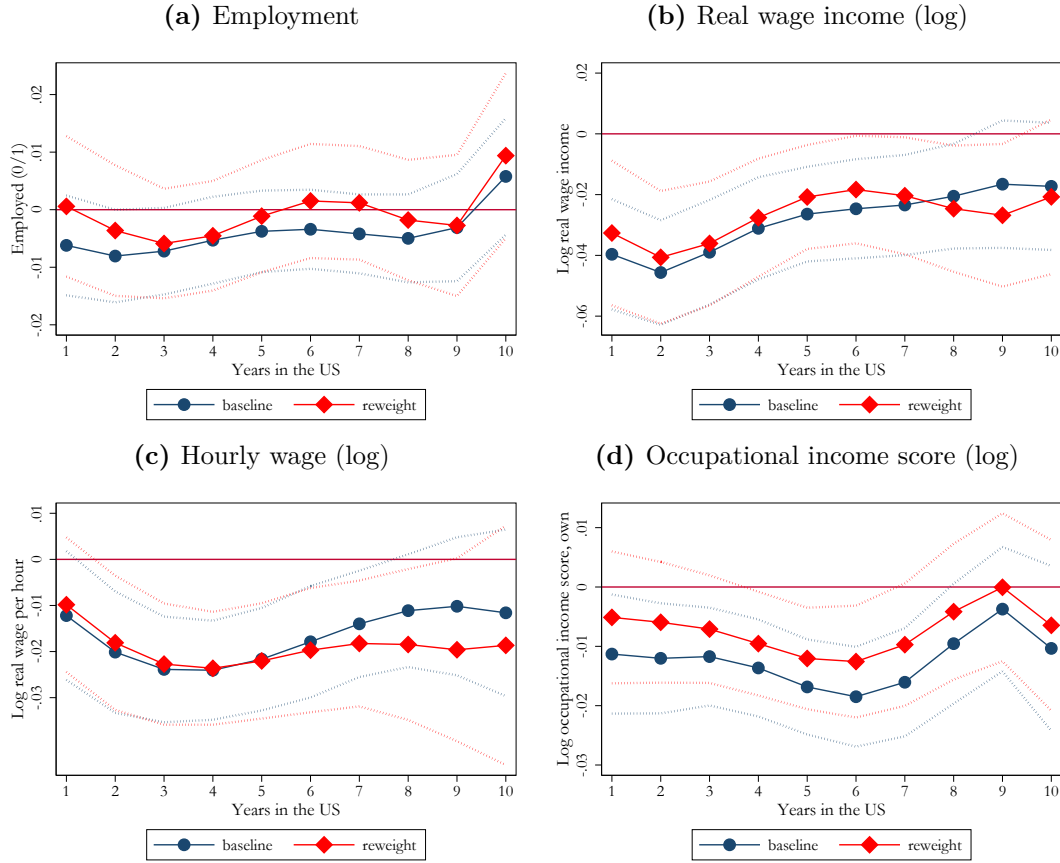 (a) Employment
Employed (0/1)
.02
.01
0
-.01
-.02
1 2 3 4 5 6 7 8 9 10
Years in the US
baseline reweight
(b) Real wage income (log)
Log real wage income
.02
0
-.02
-.04
-.06
1 2 3 4 5 6 7 8 9 10
Years in the US
baseline reweight
(c) Hourly wage (log)
Log real wage per hour
.01
0
-.01
-.02
-.03
1 2 3 4 5 6 7 8 9 10
Years in the US
baseline reweight
(d) Occupational income score (log)
Log occupational income score, own
.01
0
-.01
-.02
-.03
1 2 3 4 5 6 7 8 9 10
Years in the US
baseline reweight